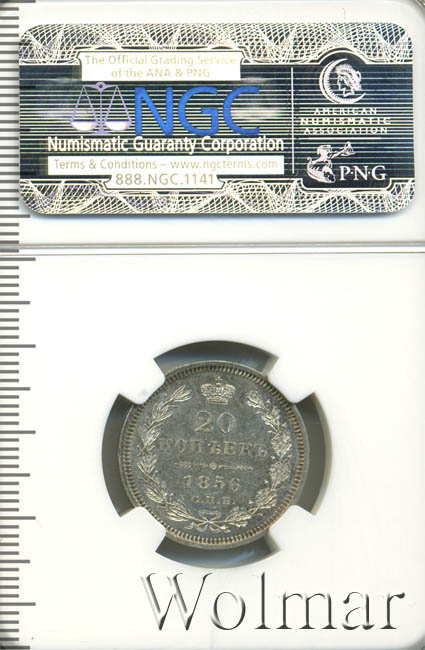 The Official Grading Service
of the ANA & PNG
NGC
Numismatic Guaranty Corporation
Terms & Conditions – www.ngcterms.com
888.NGC.1141
AMERICAN
NUMISMATIC
ASSOCIATION
P·N·G
20
КОПѢЕКЪ
1856
С.П.Б.
Wolmar